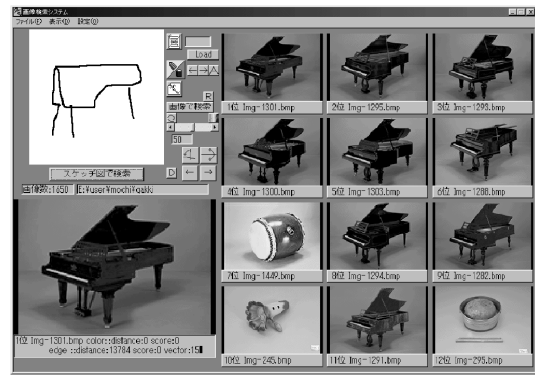 画像検索システム
ファイル(F) 表示(D) 設定(O)
Load
R
画像で検索
50
スケッチ図で検索
D
画像数:1650 E:¥user¥mochi¥gakki
1位 Img-1301.bmp color::distance:0 score:0
edge ::distance:13784 score:0 vector:15
1位 Img-1301.bmp
2位 Img-1295.bmp
3位 Img-1293.bmp
4位 Img-1300.bmp
5位 Img-1303.bmp
6位 Img-1288.bmp
7位 Img-1449.bmp
8位 Img-1294.bmp
9位 Img-1282.bmp
10位 Img-245.bmp
11位 Img-1291.bmp
12位 Img-295.bmp